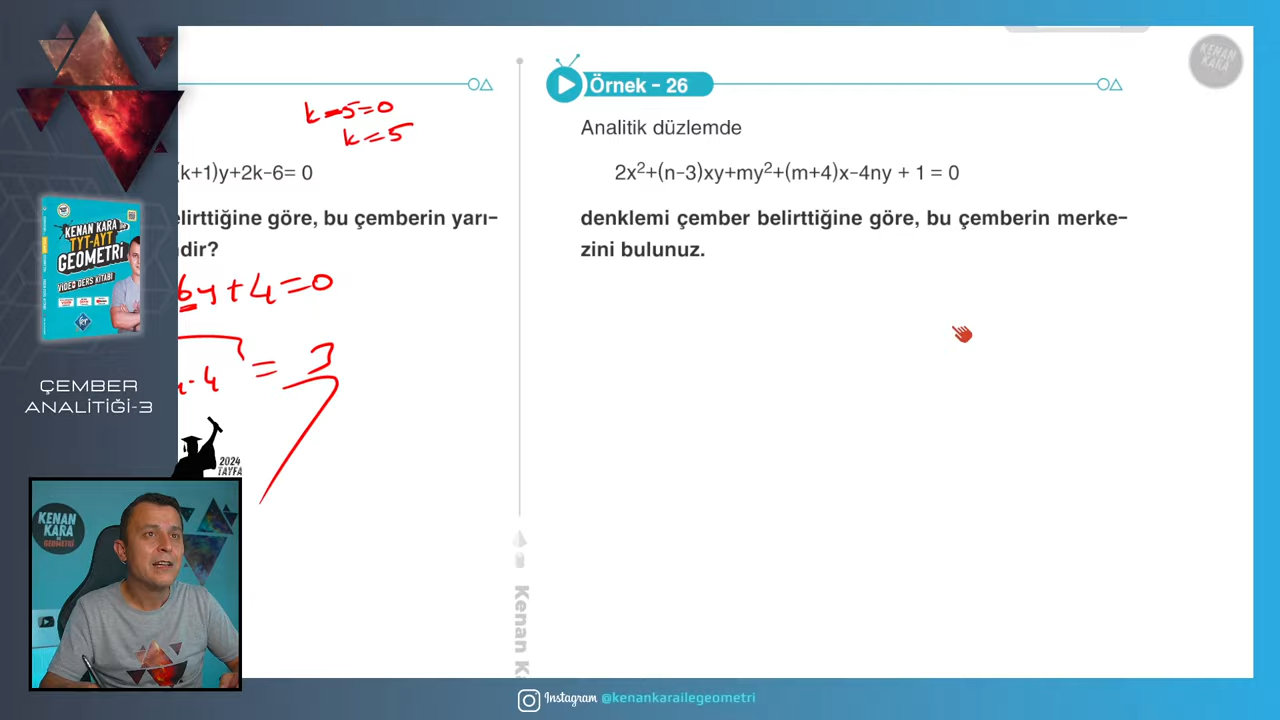 k-5=0
k=5
(k+1)y+2k-6= 0
elirttiğine göre, bu çemberin yarı-
dir?
6y+4=0
4 = 3
2024
TAYFA
Örnek - 26
Analitik düzlemde
2x²+(n-3)xy+my²+(m+4)x-4ny + 1 = 0
denklemi çember belirttiğine göre, bu çemberin merke-
zini bulunuz.
KENAN
KARA
KENAN KARA
TYT-AYT
GEOMETRİ
VİDEO DERS KİTABI
ÇEMBER
ANALİTİĞİ-3
KENAN
KARA
GEOMETRİ
Kenan K
Instagram @kenankarailegeometri